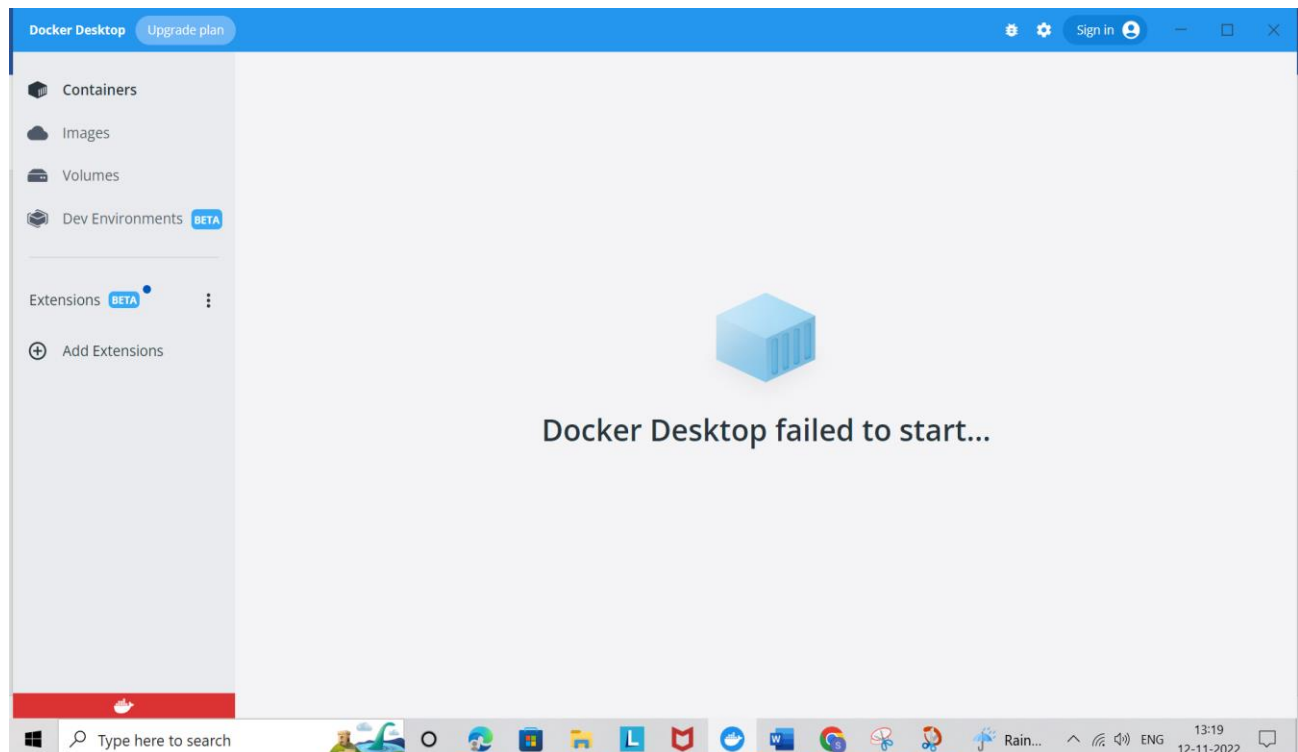 Docker Desktop Upgrade plan Sign in
Containers
Images
Volumes
Dev Environments BETA
Extensions BETA
Add Extensions
Docker Desktop failed to start...
Type here to search L W S Rain... ENG 13:19
12-11-2022